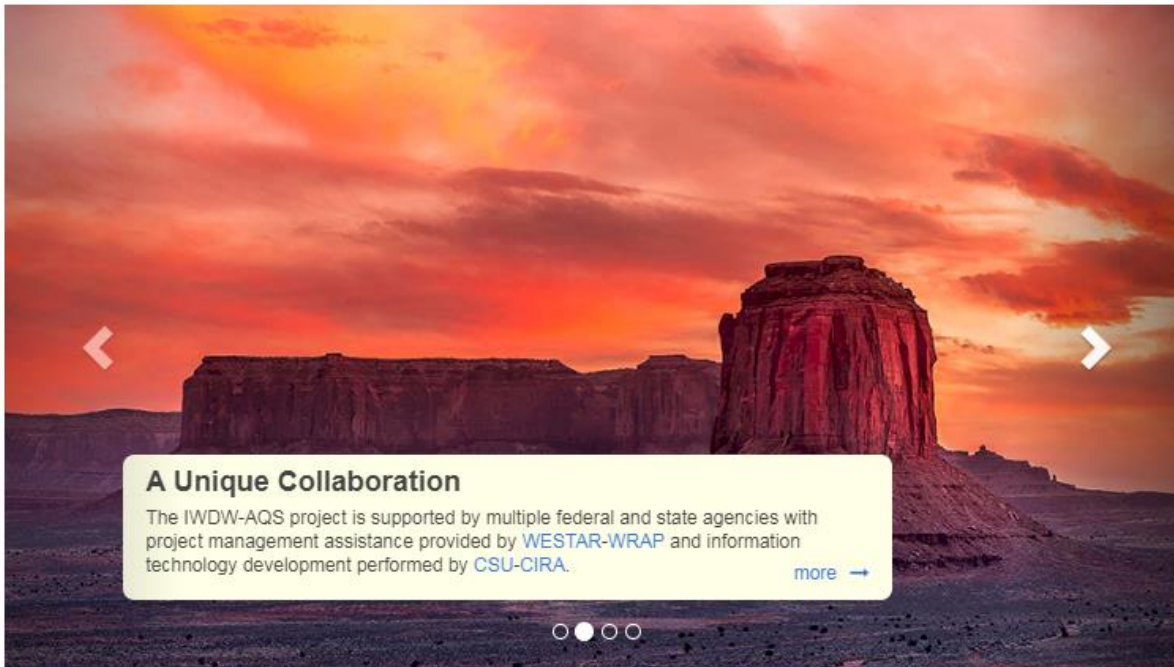 A Unique Collaboration
The IWDW-AQS project is supported by multiple federal and state agencies with
project management assistance provided by WESTAR-WRAP and information
technology development performed by CSU-CIRA.
more →